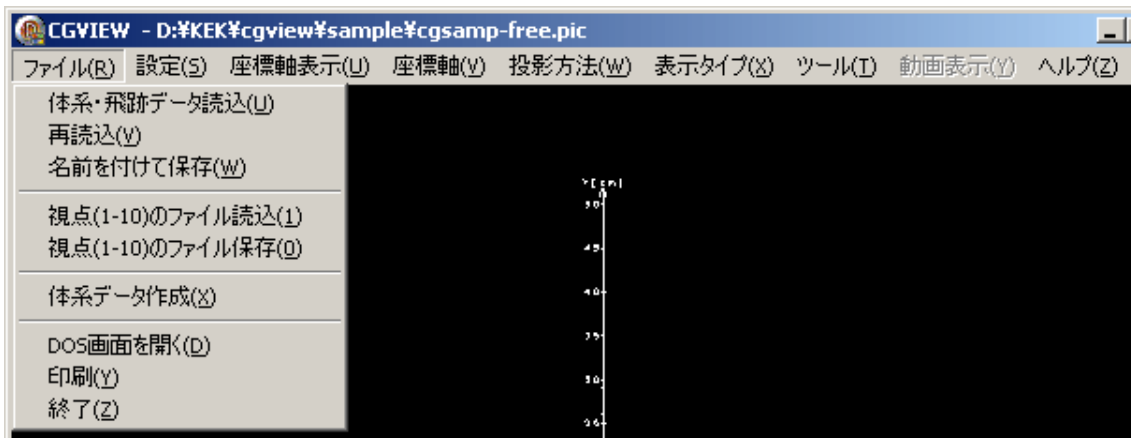 CGVIEW - D:¥KEK¥cgview¥sample¥cgsamp-free.pic
ファイル(R) 設定(S) 座標軸表示(U) 座標軸(V) 投影方法(W) 表示タイプ(X) ツール(T) 動画表示(Y) ヘルプ(Z)
体系・飛跡データ読込(U)
再読込(V)
名前を付けて保存(W)
視点(1-10)のファイル読込(1)
視点(1-10)のファイル保存(0)
体系データ作成(X)
DOS画面を開く(D)
印刷(Y)
終了(Z)
Y[cm]
45
40